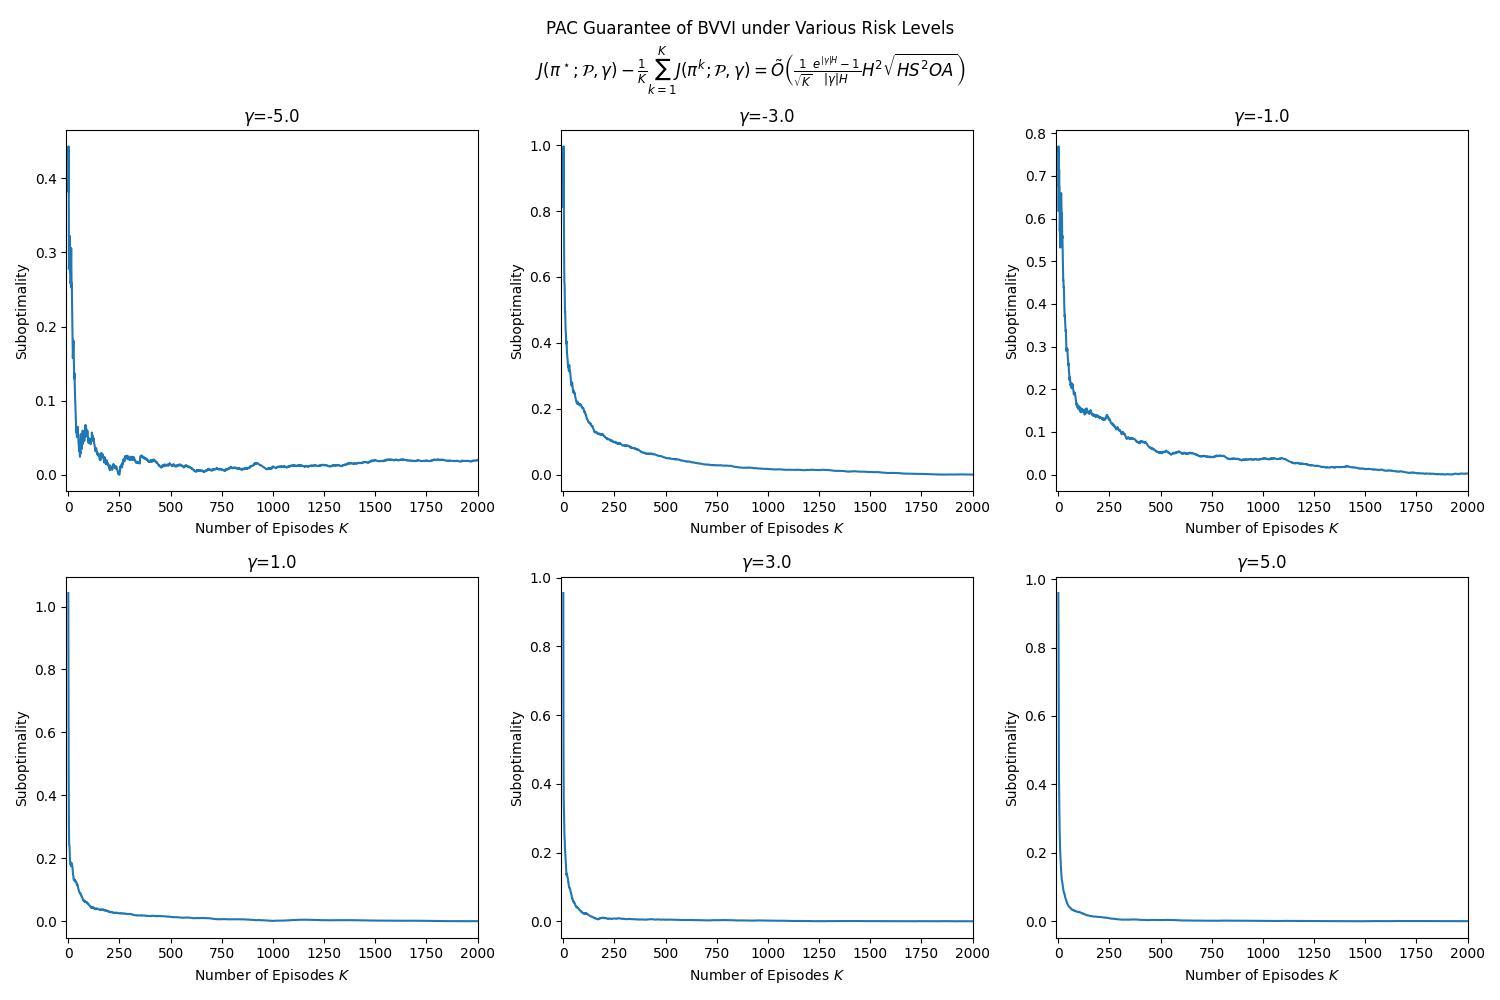 PAC Guarantee of BVVI under Various Risk Levels
J(π⋆; 𝒫, γ) − 1/K ∑_{k=1}^{K} J(π^k; 𝒫, γ) = Õ(1/√K (e^{|γ|H} − 1)/(|γ|H) H²√(HS²OA))
γ=-5.0
0.4
0.3
0.2
0.1
0.0
Suboptimality
0 250 500 750 1000 1250 1500 1750 2000
Number of Episodes K
γ=-3.0
1.0
0.8
0.6
0.4
0.2
0.0
Suboptimality
0 250 500 750 1000 1250 1500 1750 2000
Number of Episodes K
γ=-1.0
0.8
0.7
0.6
0.5
0.4
0.3
0.2
0.1
0.0
Suboptimality
0 250 500 750 1000 1250 1500 1750 2000
Number of Episodes K
γ=1.0
1.0
0.8
0.6
0.4
0.2
0.0
Suboptimality
0 250 500 750 1000 1250 1500 1750 2000
Number of Episodes K
γ=3.0
1.0
0.8
0.6
0.4
0.2
0.0
Suboptimality
0 250 500 750 1000 1250 1500 1750 2000
Number of Episodes K
γ=5.0
1.0
0.8
0.6
0.4
0.2
0.0
Suboptimality
0 250 500 750 1000 1250 1500 1750 2000
Number of Episodes K